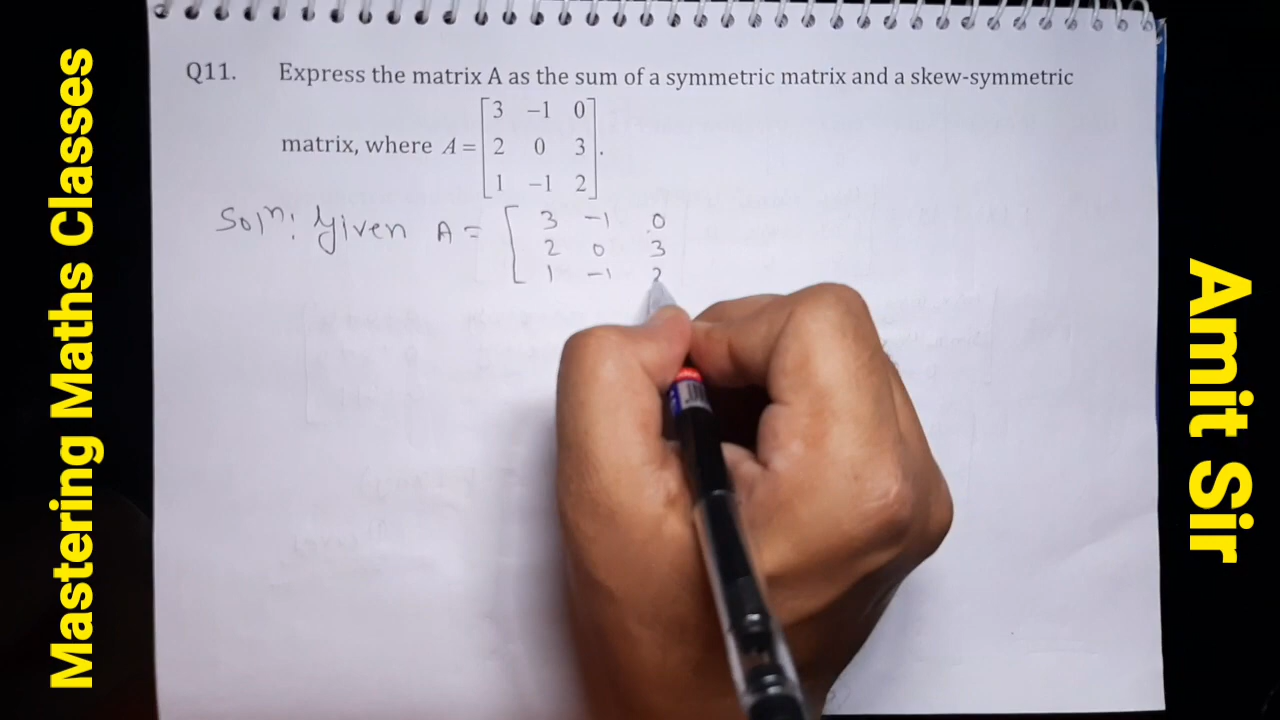 Mastering Maths Classes
Q11. Express the matrix A as the sum of a symmetric matrix and a skew-symmetric
matrix, where A = [3 −1 0
2 0 3
1 −1 2].
Soln: Given A = [ 3 −1 0
2 0 3
1 −1 2
Amit Sir